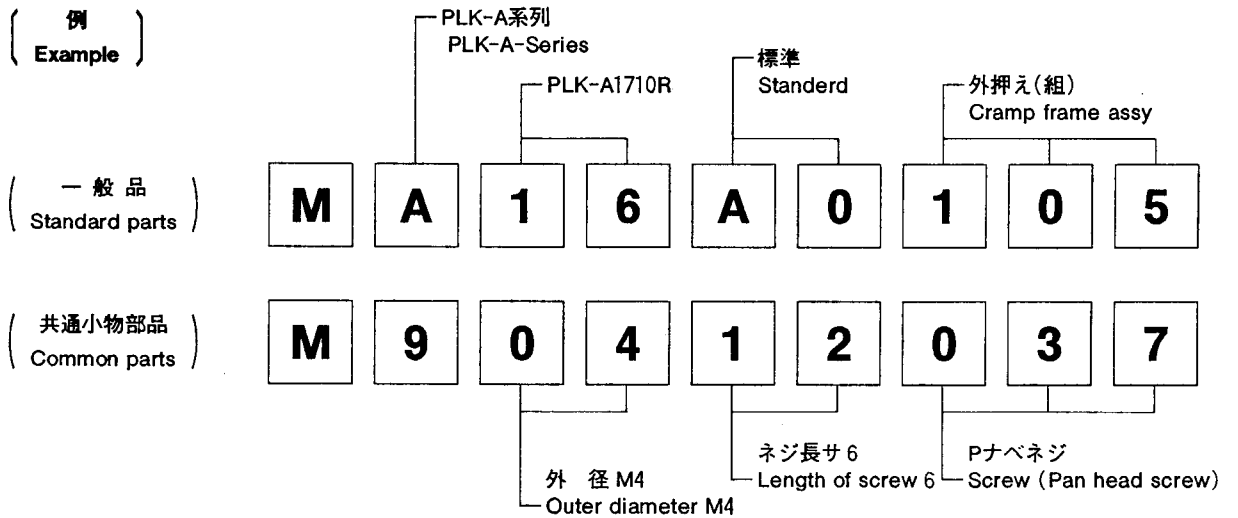 例
Example
PLK-A系列
PLK-A-Series
PLK-A1710R
標準
Standerd
外押え(組)
Cramp frame assy
一般品
Standard parts
M A 1 6 A 0 1 0 5
共通小物部品
Common parts
M 9 0 4 1 2 0 3 7
外 径 M4
Outer diameter M4
ネジ長サ 6
Length of screw 6
Pナベネジ
Screw (Pan head screw)